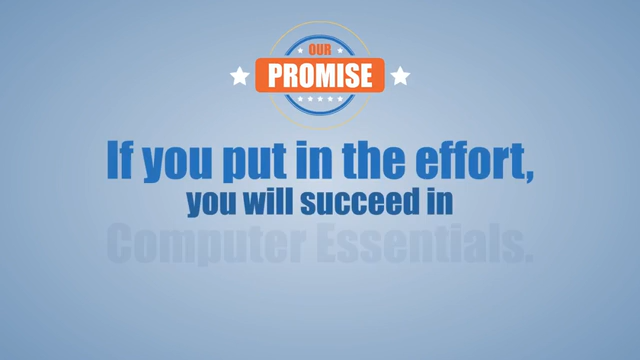 OUR
PROMISE
If you put in the effort,
you will succeed in
Computer Essentials.